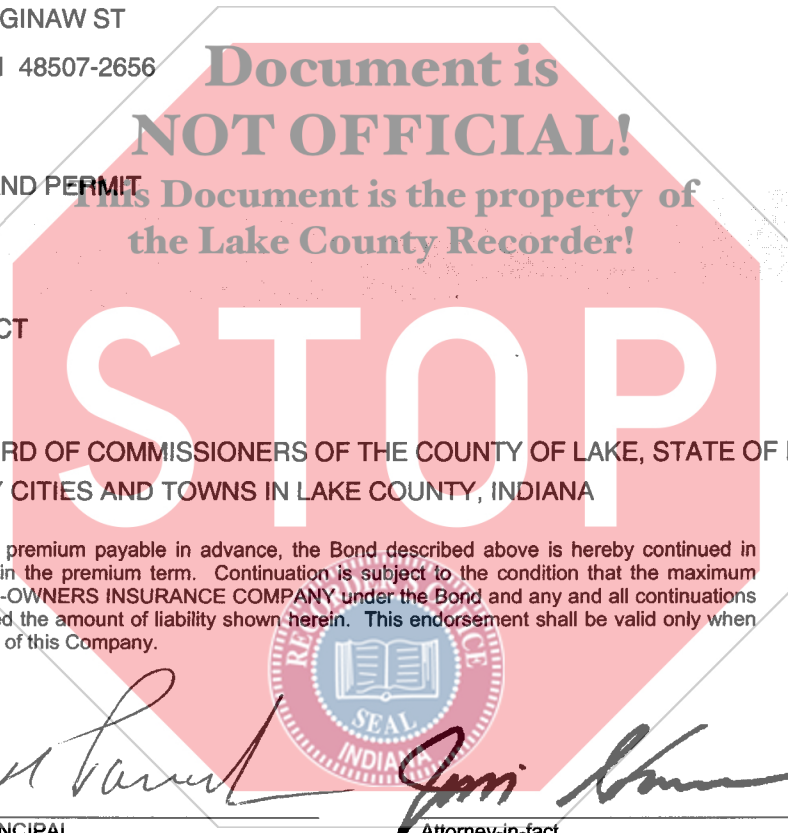 GINAW ST
48507-2656
Document is
NOT OFFICIAL!
ND PERMIT
This Document is the property of
the Lake County Recorder!
CT
STOP
RD OF COMMISSIONERS OF THE COUNTY OF LAKE, STATE OF
CITIES AND TOWNS IN LAKE COUNTY, INDIANA
premium payable in advance, the Bond described above is hereby continued in
in the premium term. Continuation is subject to the condition that the maximum
-OWNERS INSURANCE COMPANY under the Bond and any and all continuations
ed the amount of liability shown herein. This endorsement shall be valid only when
of this Company.
RECORDER'S OFFICE
SEAL
INDIANA
NCIPAL
Attorney-in-fact